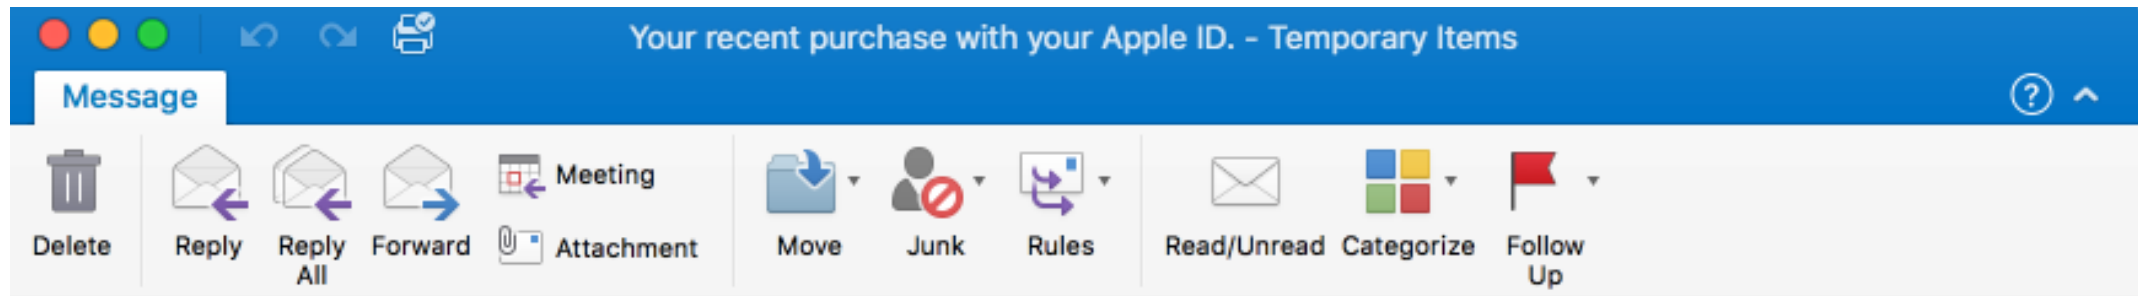 Your recent purchase with your Apple ID. - Temporary Items
Message
?
Delete
Reply
Reply All
Forward
Meeting
Attachment
Move
Junk
Rules
Read/Unread
Categorize
Follow Up